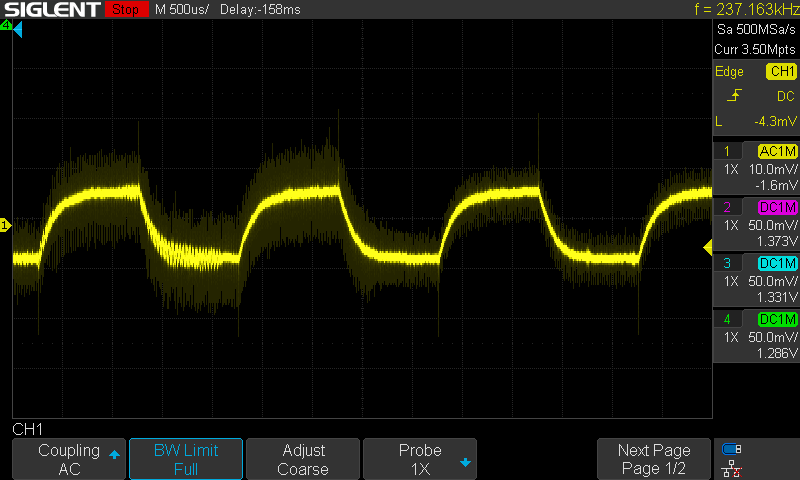 SIGLENT Stop M 500us/ Delay:-158ms f = 237.163kHz
Sa 500MSa/s
Curr 3.50Mpts
Edge CH1
DC
L -4.3mV
1 AC1M
1X 10.0mV/
-1.6mV
2 DC1M
1X 50.0mV/
1.373V
3 DC1M
1X 50.0mV/
1.331V
4 DC1M
1X 50.0mV/
1.286V
4
1
CH1
Coupling
AC
BW Limit
Full
Adjust
Coarse
Probe
1X
Next Page
Page 1/2